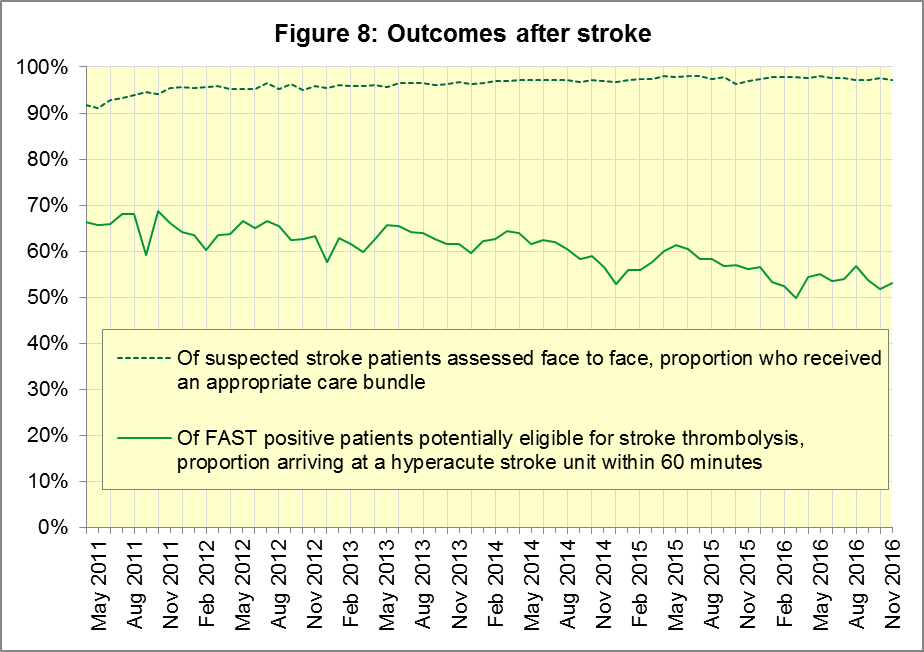 Figure 8: Outcomes after stroke
100%
90%
80%
70%
60%
50%
40%
30%
20%
10%
0%
Of suspected stroke patients assessed face to face, proportion who received
an appropriate care bundle
Of FAST positive patients potentially eligible for stroke thrombolysis,
proportion arriving at a hyperacute stroke unit within 60 minutes
May 2011
Aug 2011
Nov 2011
Feb 2012
May 2012
Aug 2012
Nov 2012
Feb 2013
May 2013
Aug 2013
Nov 2013
Feb 2014
May 2014
Aug 2014
Nov 2014
Feb 2015
May 2015
Aug 2015
Nov 2015
Feb 2016
May 2016
Aug 2016
Nov 2016